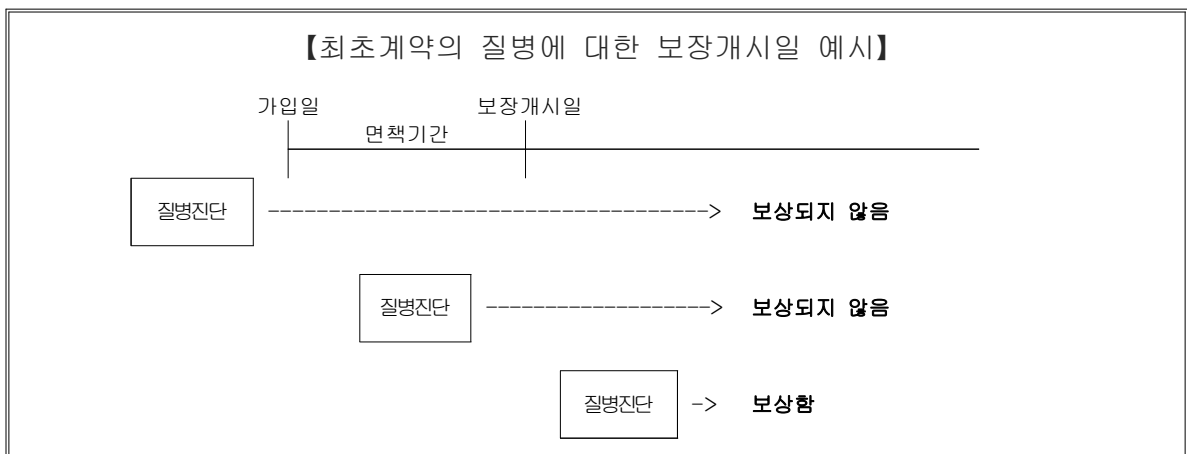 【최초계약의 질병에 대한 보장개시일 예시】
가입일 보장개시일
면책기간
질병진단 ------------------------------------> 보상되지 않음
질병진단 -------------------> 보상되지 않음
질병진단 -> 보상함